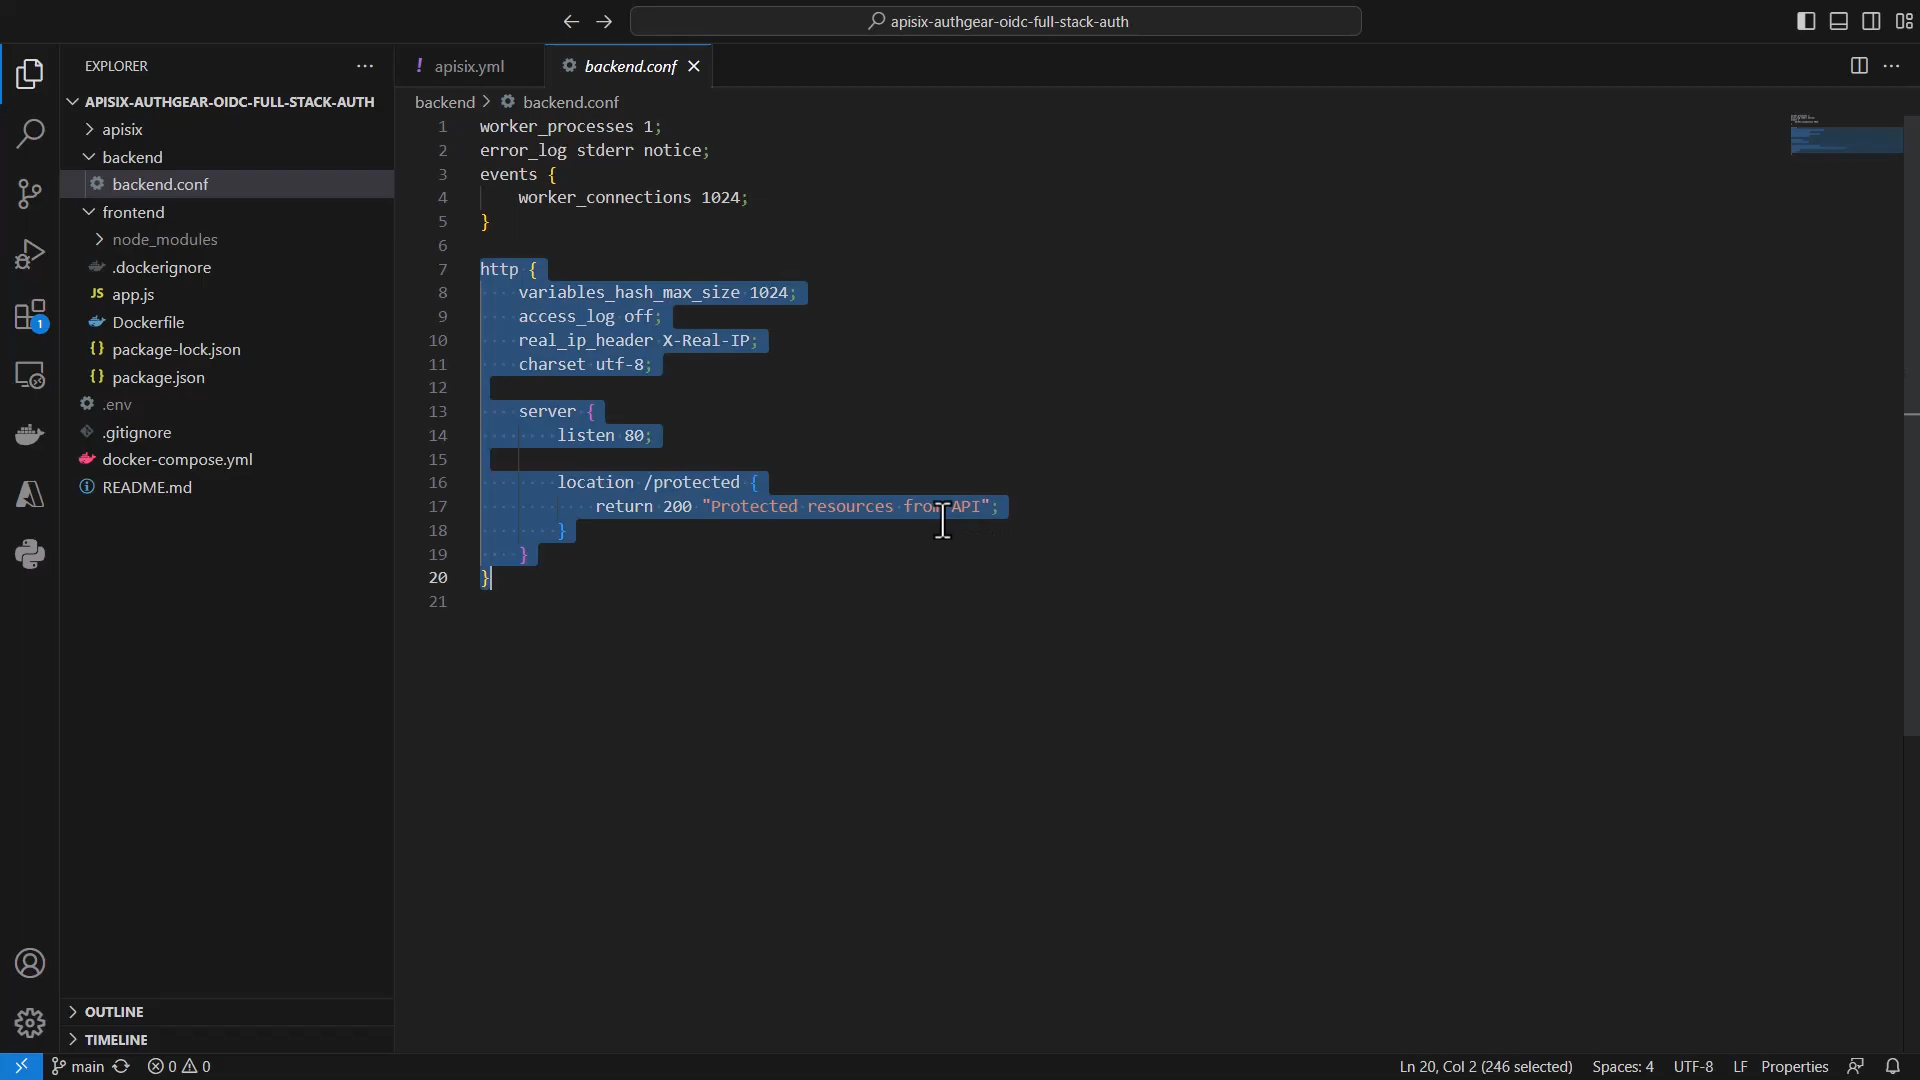 apisix-authgear-oidc-full-stack-auth
EXPLORER
APISIX-AUTHGEAR-OIDC-FULL-STACK-AUTH
apisix
backend
backend.conf
frontend
node_modules
.dockerignore
JS app.js
Dockerfile
{} package-lock.json
{} package.json
.env
.gitignore
docker-compose.yml
README.md
OUTLINE
TIMELINE
1
! apisix.yml
backend.conf
backend > backend.conf
1 worker_processes 1;
2 error_log stderr notice;
3 events {
4 worker_connections 1024;
5 }
6
7 http {
8 variables_hash_max_size 1024;
9 access_log off;
10 real_ip_header X-Real-IP;
11 charset utf-8;
12
13 server {
14 listen 80;
15
16 location /protected {
17 return 200 "Protected resources from API";
18 }
19 }
20 }
21
main 0 0 Ln 20, Col 2 (246 selected) Spaces: 4 UTF-8 LF Properties